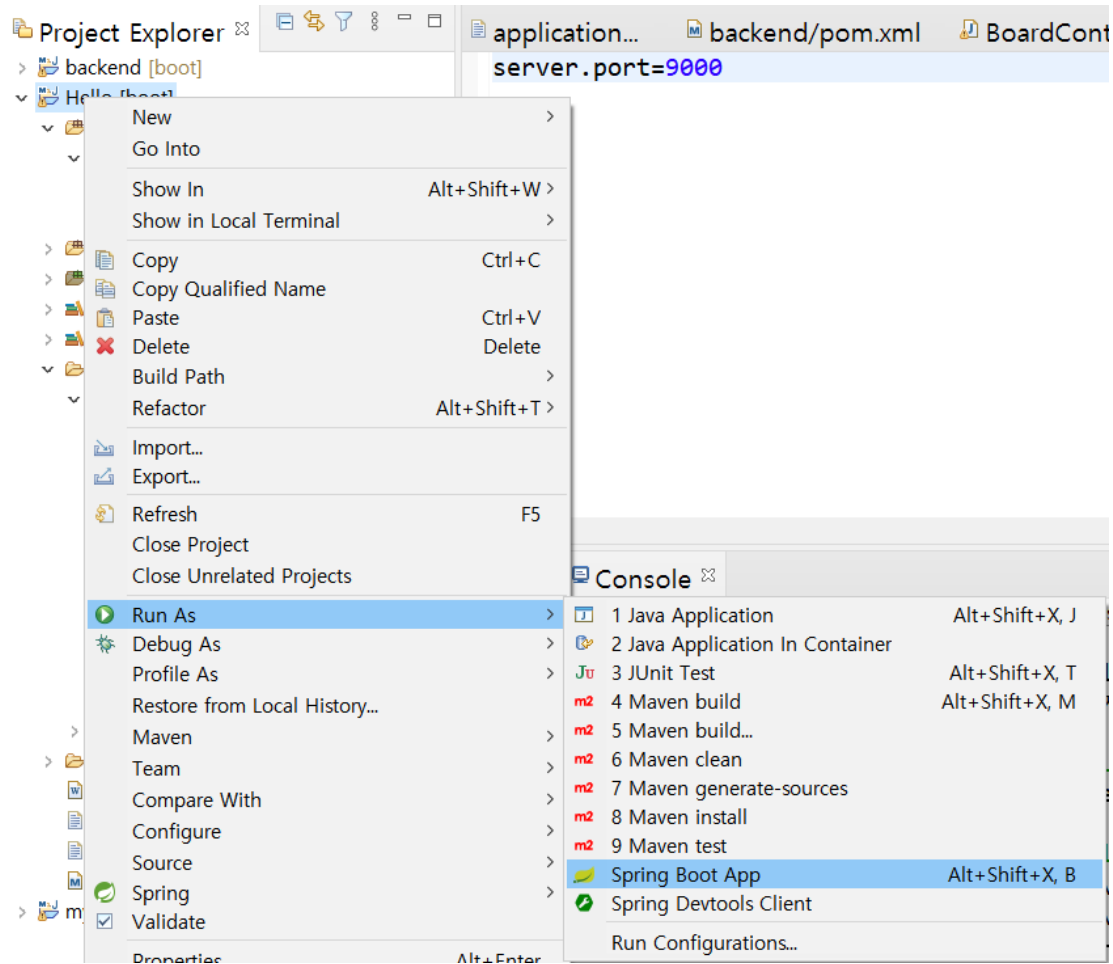 Project Explorer
application...
backend/pom.xml
BoardCont
backend [boot]
server.port=9000
Hello [boot]
New
Go Into
Show In Alt+Shift+W
Show in Local Terminal
Copy Ctrl+C
Copy Qualified Name
Paste Ctrl+V
Delete Delete
Build Path
Refactor Alt+Shift+T
Import...
Export...
Refresh F5
Close Project
Close Unrelated Projects
Run As
Debug As
Profile As
Restore from Local History...
Maven
Team
Compare With
Configure
Source
Spring
Validate
Properties Alt+Enter
Console
1 Java Application Alt+Shift+X, J
2 Java Application In Container
3 JUnit Test Alt+Shift+X, T
4 Maven build Alt+Shift+X, M
5 Maven build...
6 Maven clean
7 Maven generate-sources
8 Maven install
9 Maven test
Spring Boot App Alt+Shift+X, B
Spring Devtools Client
Run Configurations...